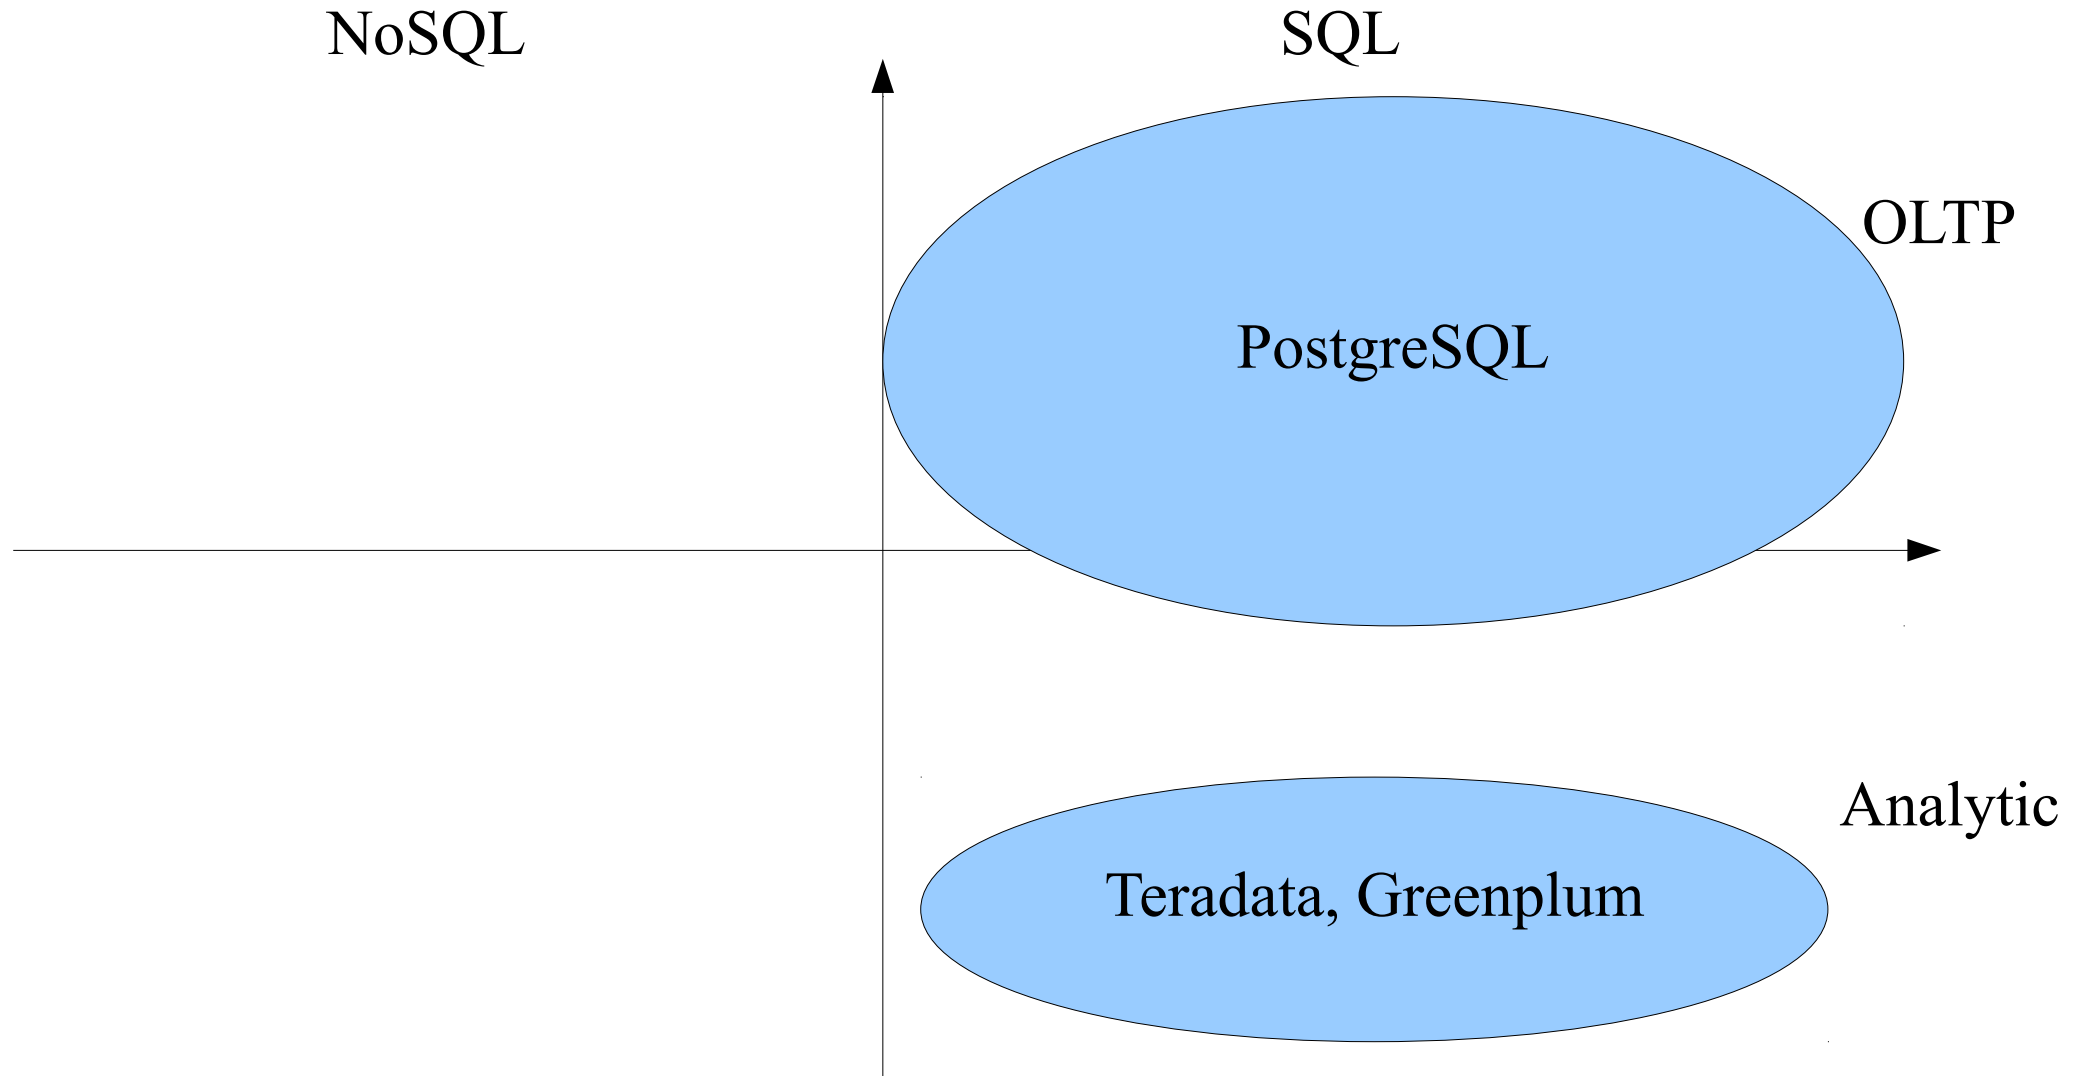 NoSQL
SQL
OLTP
PostgreSQL
Analytic
Teradata, Greenplum